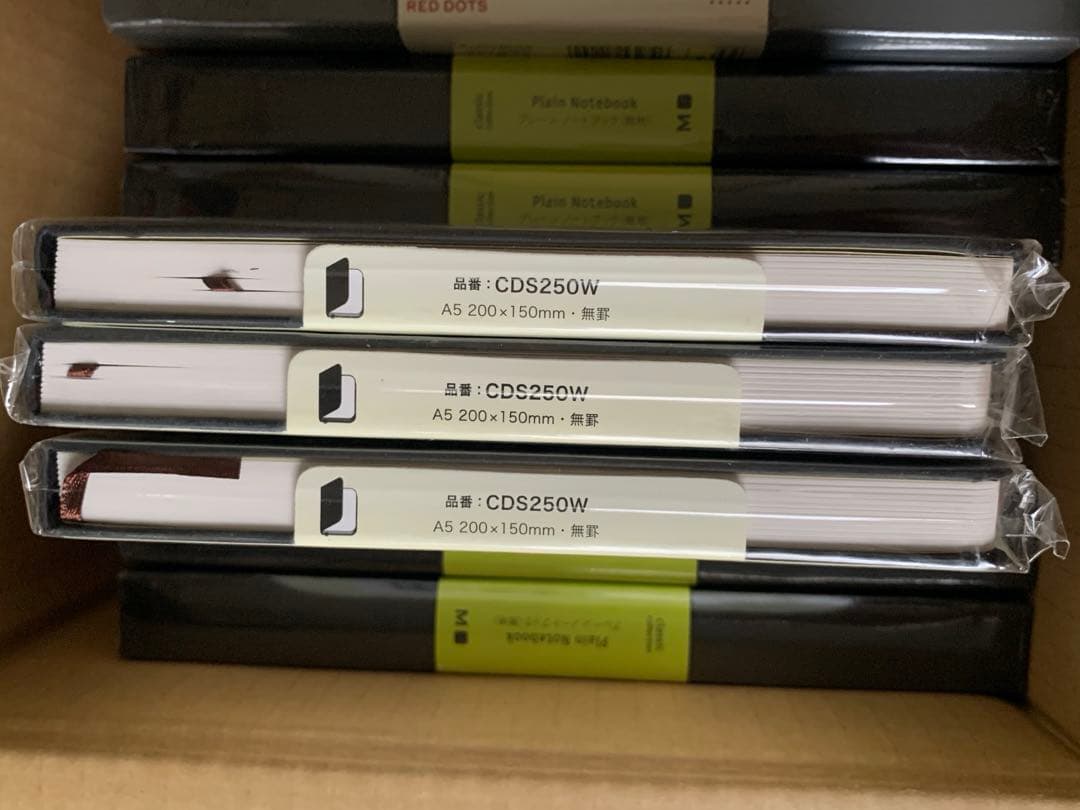 RED DOTS
Plain Notebook
M
Plain Notebook
M
品番:CDS250W
A5 200×150mm・無罫
品番:CDS250W
A5 200×150mm・無罫
品番:CDS250W
A5 200×150mm・無罫
M
Plain Notebook